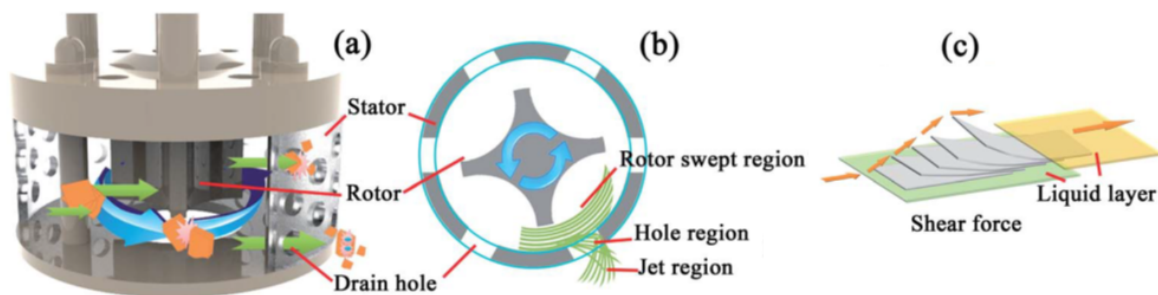 (a)
(b)
(c)
Stator
Rotor
Drain hole
Rotor swept region
Hole region
Jet region
Liquid layer
Shear force